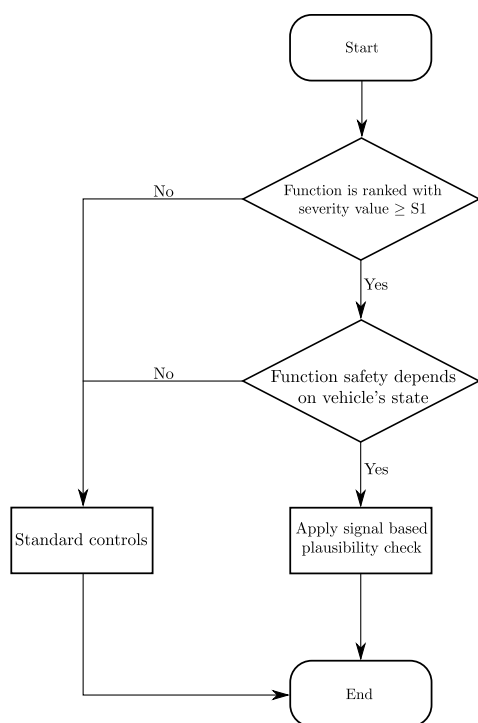 Start
No
Function is ranked with
severity value ≥ S1
Yes
No
Function safety depends
on vehicle's state
Yes
Standard controls
Apply signal based
plausibility check
End